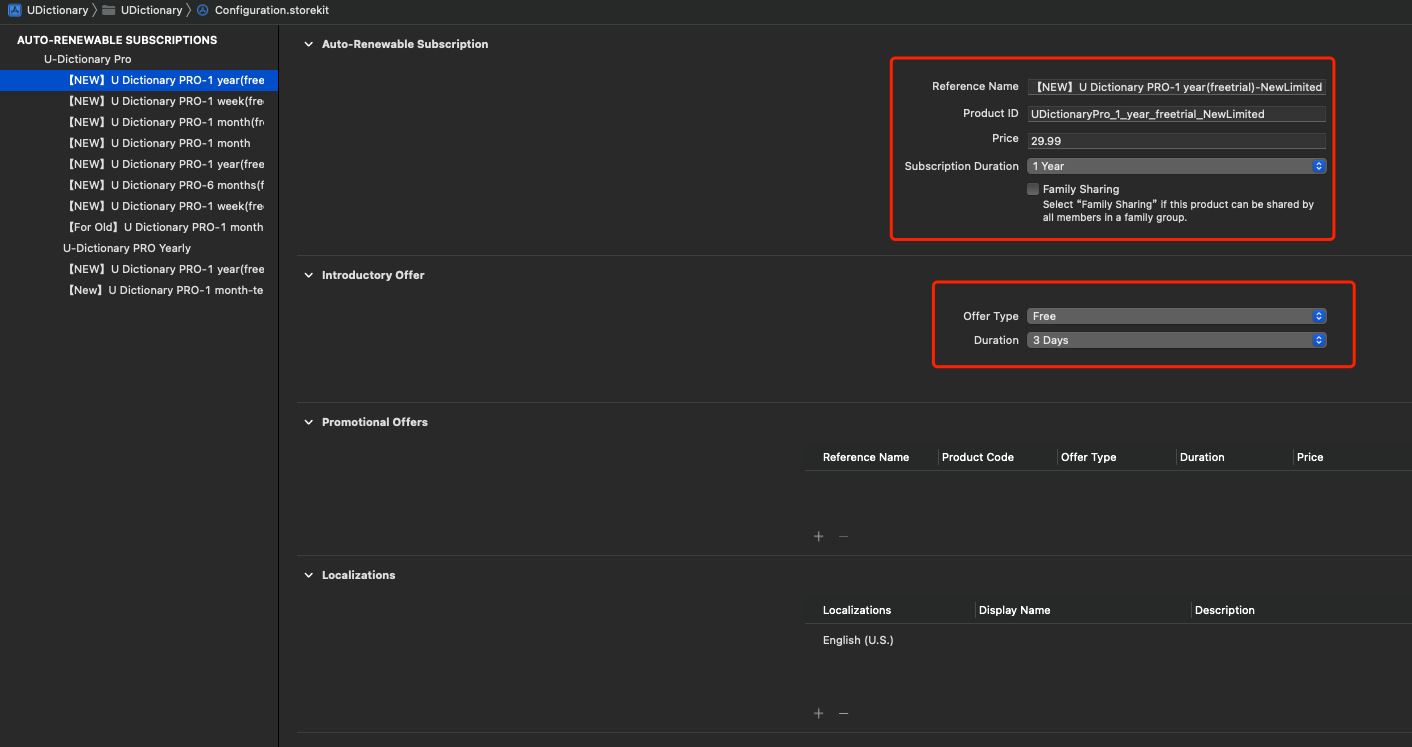 UDictionary UDictionary Configuration.storekit
AUTO-RENEWABLE SUBSCRIPTIONS
U-Dictionary Pro
【NEW】U Dictionary PRO-1 year(free
【NEW】U Dictionary PRO-1 week(fre
【NEW】U Dictionary PRO-1 month(fr
【NEW】U Dictionary PRO-1 month
【NEW】U Dictionary PRO-1 year(free
【NEW】U Dictionary PRO-6 months(f
【NEW】U Dictionary PRO-1 week(fre
【For Old】U Dictionary PRO-1 month
U-Dictionary PRO Yearly
【NEW】U Dictionary PRO-1 year(free
【New】U Dictionary PRO-1 month-te
Auto-Renewable Subscription
Reference Name 【NEW】U Dictionary PRO-1 year(freetrial)-NewLimited
Product ID UDictionaryPro_1_year_freetrial_NewLimited
Price 29.99
Subscription Duration 1 Year
Family Sharing
Select “Family Sharing” if this product can be shared by
all members in a family group.
Introductory Offer
Offer Type Free
Duration 3 Days
Promotional Offers
Reference Name Product Code Offer Type Duration Price
Localizations
Localizations Display Name Description
English (U.S.)